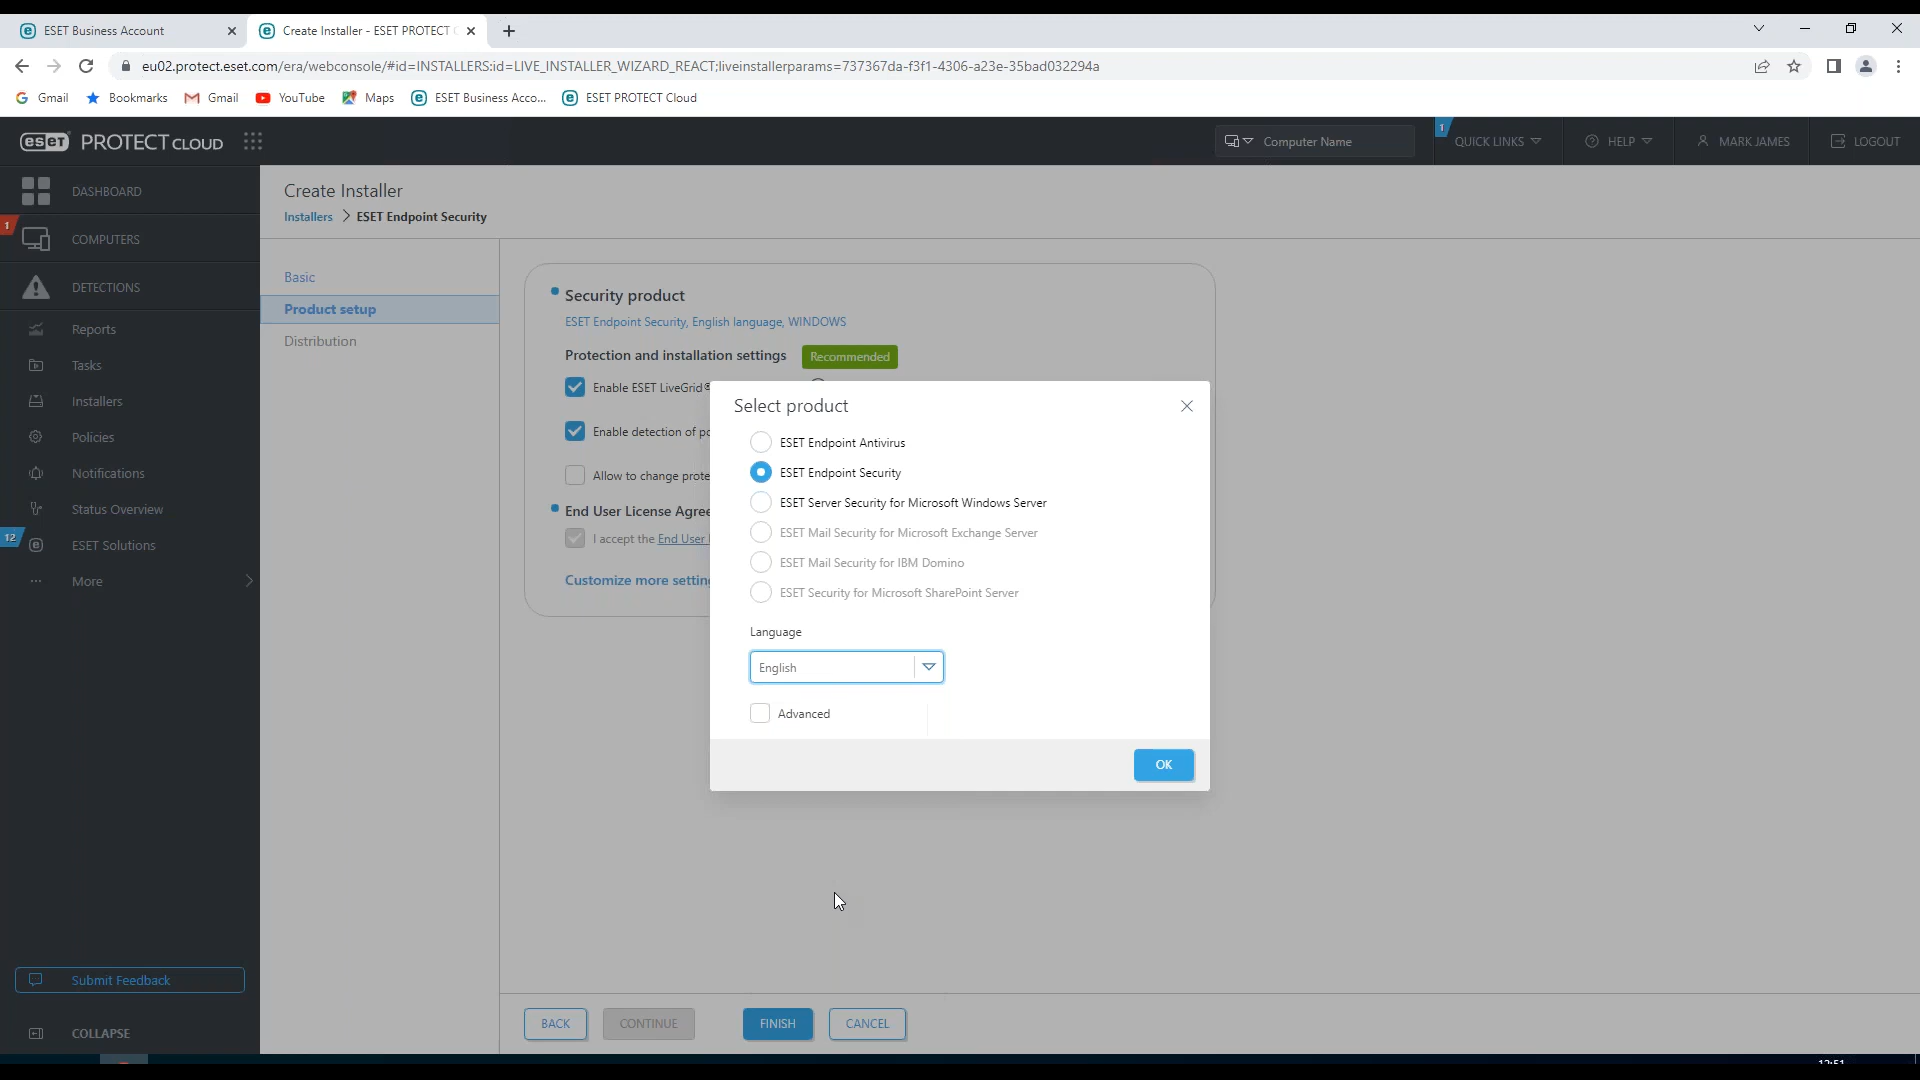 ESET Business Account
Create Installer - ESET PROTECT
eu02.protect.eset.com/era/webconsole/#id=INSTALLERS:id=LIVE_INSTALLER_WIZARD_REACT;liveinstallerparams=737367da-f3f1-4306-a23e-35bad032294a
Gmail Bookmarks Gmail YouTube Maps ESET Business Acco... ESET PROTECT Cloud
eset PROTECT CLOUD
Computer Name
1 QUICK LINKS
HELP
MARK JAMES
LOGOUT
DASHBOARD
1
COMPUTERS
DETECTIONS
Reports
Tasks
Installers
Policies
Notifications
Status Overview
12
ESET Solutions
More
Submit Feedback
COLLAPSE
Create Installer
Installers > ESET Endpoint Security
Basic
Product setup
Distribution
Security product
ESET Endpoint Security, English language, WINDOWS
Protection and installation settings Recommended
Enable ESET LiveGrid®
Enable detection of
Allow to change
End User License
I accept the End User
Customize more
Select product
ESET Endpoint Antivirus
ESET Endpoint Security
ESET Server Security for Microsoft Windows Server
ESET Mail Security for Microsoft Exchange Server
ESET Mail Security for IBM Domino
ESET Security for Microsoft SharePoint Server
Language
English
Advanced
OK
BACK CONTINUE FINISH CANCEL